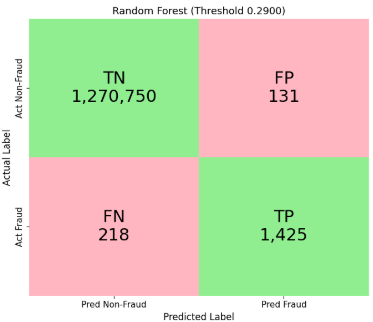 Random Forest (Threshold 0.2900)
Act Non-Fraud
TN
1,270,750
FP
131
Actual Label
Act Fraud
FN
218
TP
1,425
Pred Non-Fraud
Pred Fraud
Predicted Label